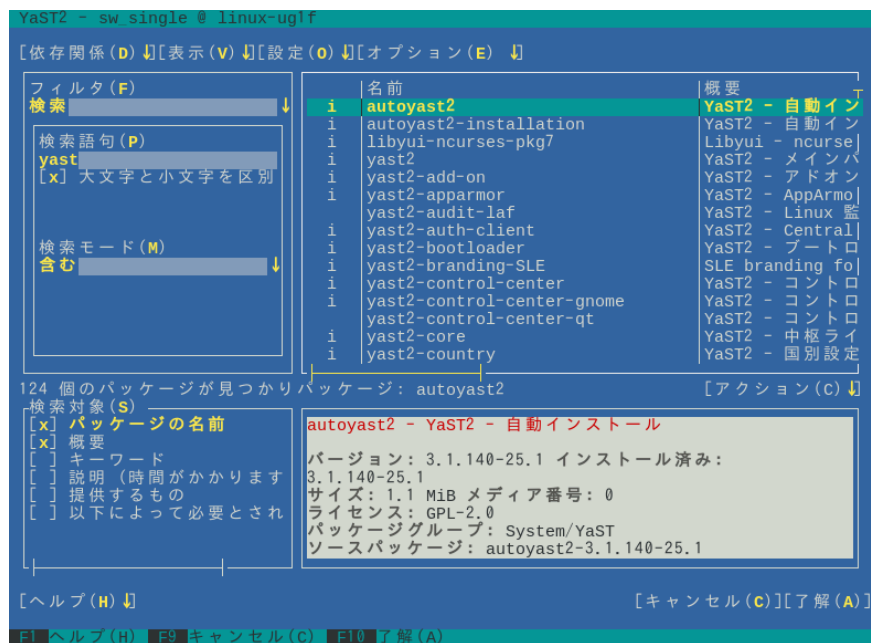 YaST2 - sw_single @ linux-ug1f
[依存関係(D)↓][表示(V)↓][設定(O)↓][オプション(E) ↓]
フィルタ(F)
検索 ↓
検索語句(P)
yast
[x] 大文字と小文字を区別
検索モード(M)
含む ↓
名前 概要
i autoyast2 YaST2 - 自動イン
i autoyast2-installation YaST2 - 自動イン
i libyui-ncurses-pkg7 Libyui - ncurse
i yast2 YaST2 - メインパ
i yast2-add-on YaST2 - アドオン
i yast2-apparmor YaST2 - AppArmo
yast2-audit-laf YaST2 - Linux 監
i yast2-auth-client YaST2 - Central
i yast2-bootloader YaST2 - ブートロ
i yast2-branding-SLE SLE branding fo
i yast2-control-center YaST2 - コントロ
i yast2-control-center-gnome YaST2 - コントロ
yast2-control-center-qt YaST2 - コントロ
i yast2-core YaST2 - 中枢ライ
i yast2-country YaST2 - 国別設定
124 個のパッケージが見つかりパッケージ: autoyast2 [アクション(C)↓]
検索対象(S)
[x] パッケージの名前
[x] 概要
[ ] キーワード
[ ] 説明 (時間がかかります
[ ] 提供するもの
[ ] 以下によって必要とされ
autoyast2 - YaST2 - 自動インストール
バージョン: 3.1.140-25.1 インストール済み:
3.1.140-25.1
サイズ: 1.1 MiB メディア番号: 0
ライセンス: GPL-2.0
パッケージグループ: System/YaST
ソースパッケージ: autoyast2-3.1.140-25.1
[ヘルプ(H)↓] [キャンセル(C)][了解(A)]
F1 ヘルプ(H) F9 キャンセル(C) F10 了解(A)